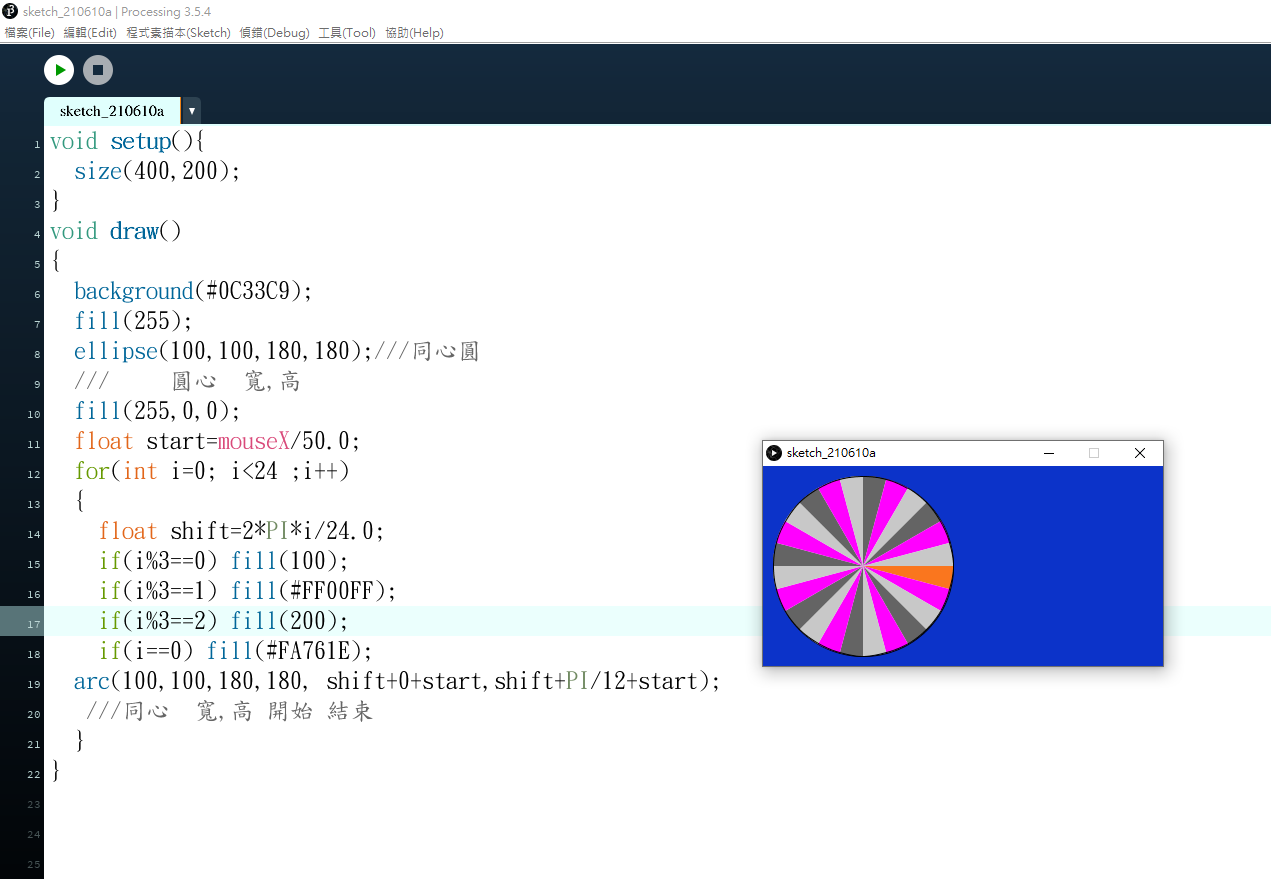 sketch_210610a | Processing 3.5.4
檔案(File) 編輯(Edit) 程式素描本(Sketch) 偵錯(Debug) 工具(Tool) 協助(Help)
sketch_210610a ▼
1 void setup(){
2   size(400,200);
3 }
4 void draw()
5 {
6   background(#0C33C9);
7   fill(255);
8   ellipse(100,100,180,180);///同心圓
9   ///     圓心  寬,高
10   fill(255,0,0);
11   float start=mouseX/50.0;
12   for(int i=0; i<24 ;i++)
13   {
14     float shift=2*PI*i/24.0;
15     if(i%3==0) fill(100);
16     if(i%3==1) fill(#FF00FF);
17     if(i%3==2) fill(200);
18     if(i==0) fill(#FA761E);
19   arc(100,100,180,180, shift+0+start,shift+PI/12+start);
20    ///同心  寬,高 開始 結束
21   }
22 }
23
24
25
sketch_210610a